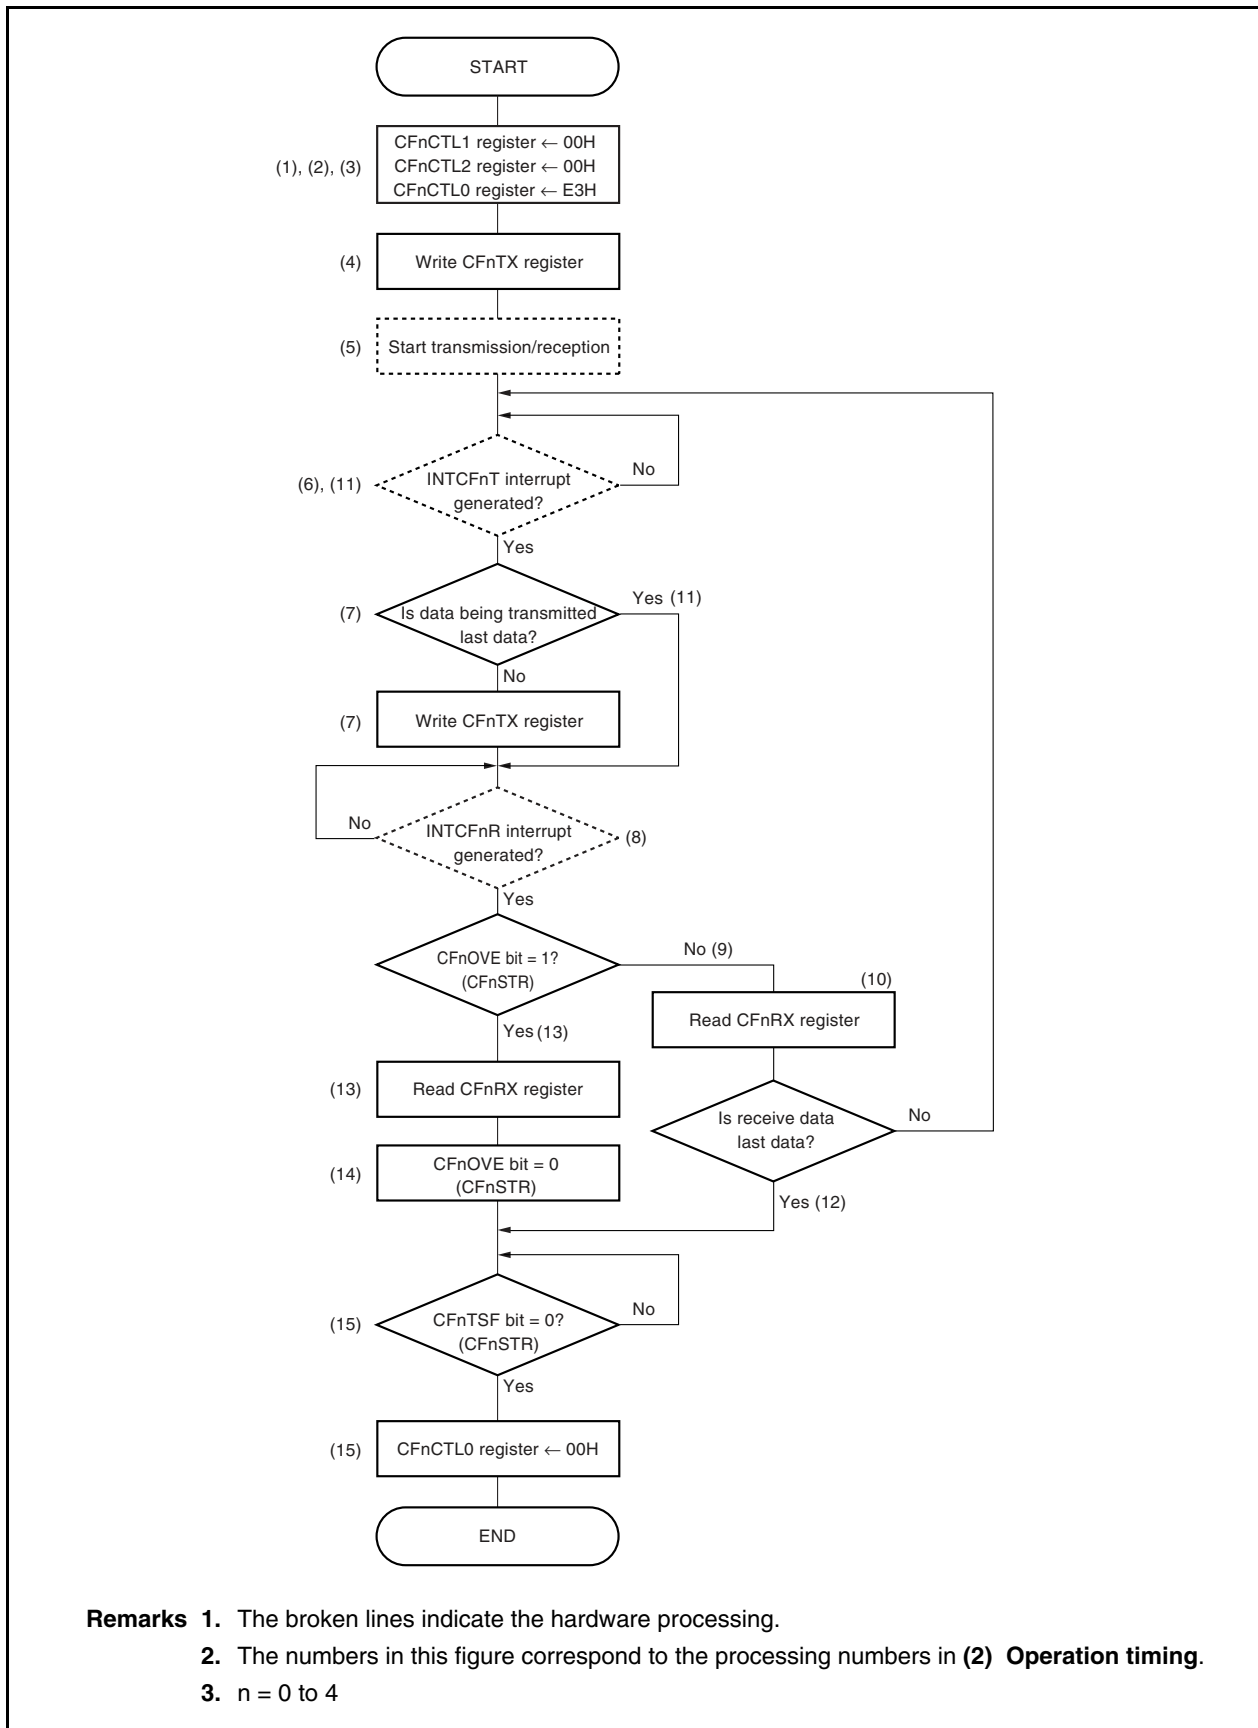 START
CFnCTL1 register ← 00H
CFnCTL2 register ← 00H
CFnCTL0 register ← E3H
(1), (2), (3)
(4)
Write CFnTX register
(5)
Start transmission/reception
(6), (11)
INTCFnT interrupt
generated?
No
Yes
(7)
Is data being transmitted
last data?
Yes (11)
No
(7)
Write CFnTX register
No
INTCFnR interrupt
generated?
(8)
Yes
CFnOVE bit = 1?
(CFnSTR)
No (9)
(10)
Read CFnRX register
Yes (13)
(13)
Read CFnRX register
Is receive data
last data?
No
(14)
CFnOVE bit = 0
(CFnSTR)
Yes (12)
(15)
CFnTSF bit = 0?
(CFnSTR)
No
Yes
(15)
CFnCTL0 register ← 00H
END
Remarks 1. The broken lines indicate the hardware processing.
2. The numbers in this figure correspond to the processing numbers in (2) Operation timing.
3. n = 0 to 4